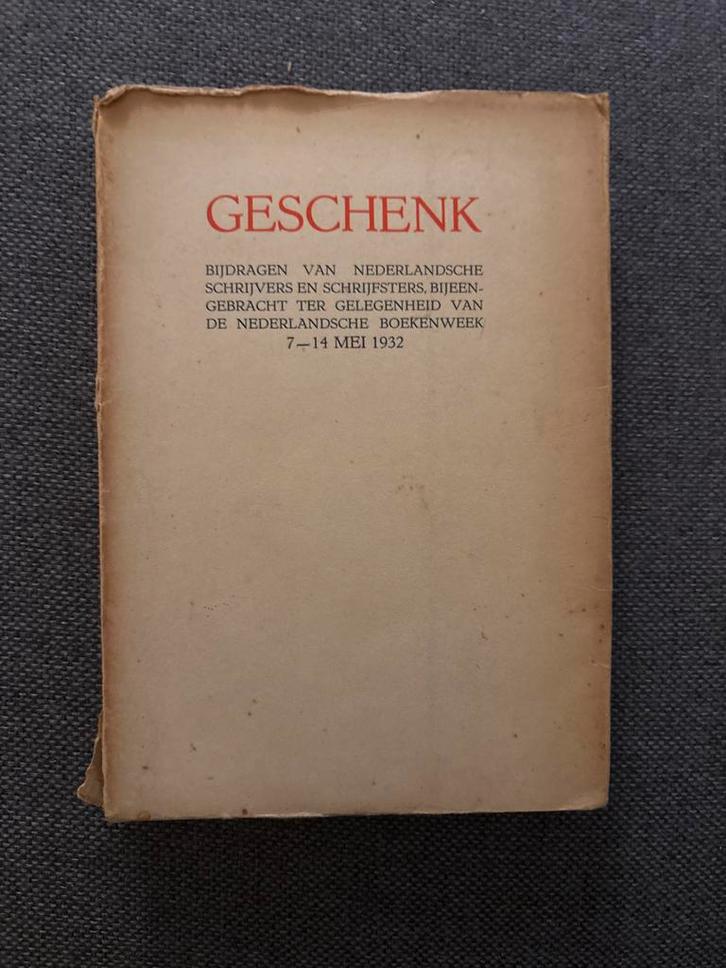 GESCHENK
BIJDRAGEN VAN NEDERLANDSCHE
SCHRIJVERS EN SCHRIJFSTERS, BIJEEN-
GEBRACHT TER GELEGENHEID VAN
DE NEDERLANDSCHE BOEKENWEEK
7—14 MEI 1932